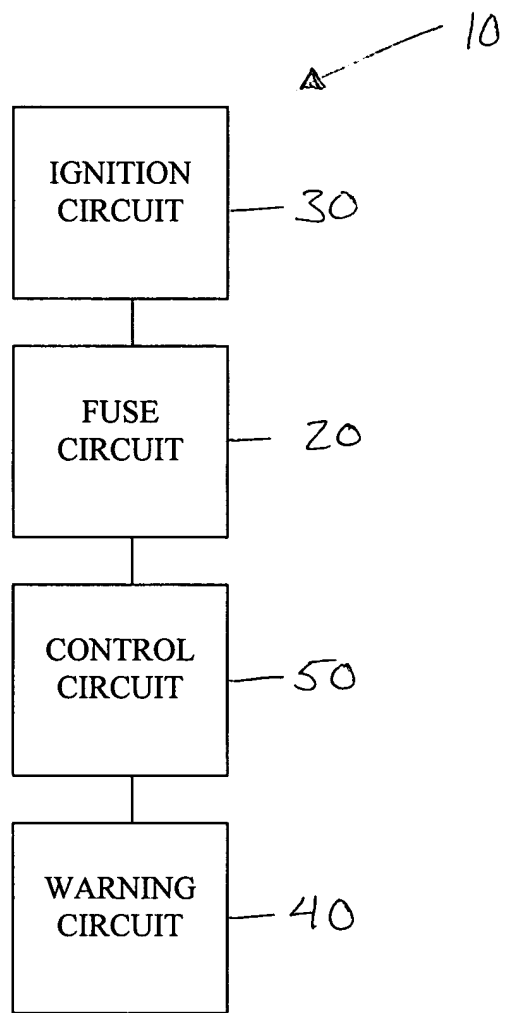 10
IGNITION
CIRCUIT
30
FUSE
CIRCUIT
20
CONTROL
CIRCUIT
50
WARNING
CIRCUIT
40